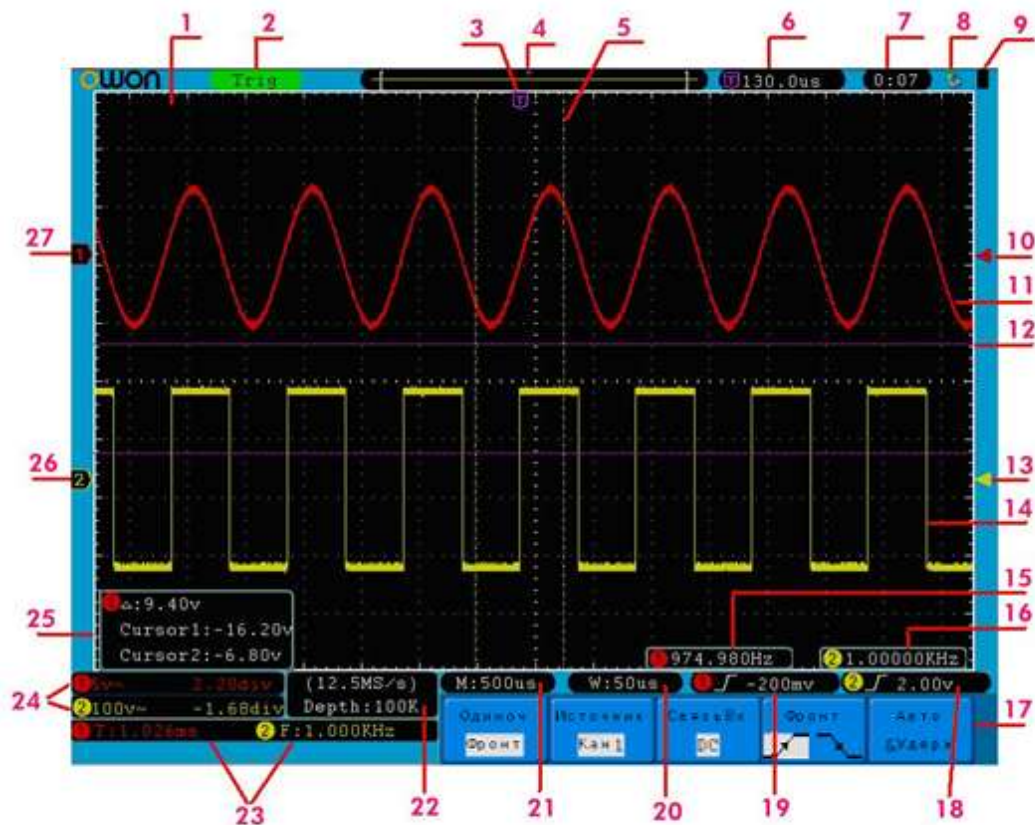 1 2 3 4 5 6 7 8 9
OWON Trig T T 130.0us 0:07
27 1 10
11
12
26 2 13
14
15
1 △:9.40v
25 Cursor1:-16.20v 16
Cursor2:-6.80v 1 974.980Hz 2 1.00000KHz
24 1 2.20div (12.5MS/s) M:500us W:50us 1 -200mv 2 2.00v
2 100v~ -1.68div Depth:100K Одиноч Источник Фронт Авто 17
1 T:1.026ms 2 F:1.000KHz Фронт Кан1 DC
23 22 21 20 19 18